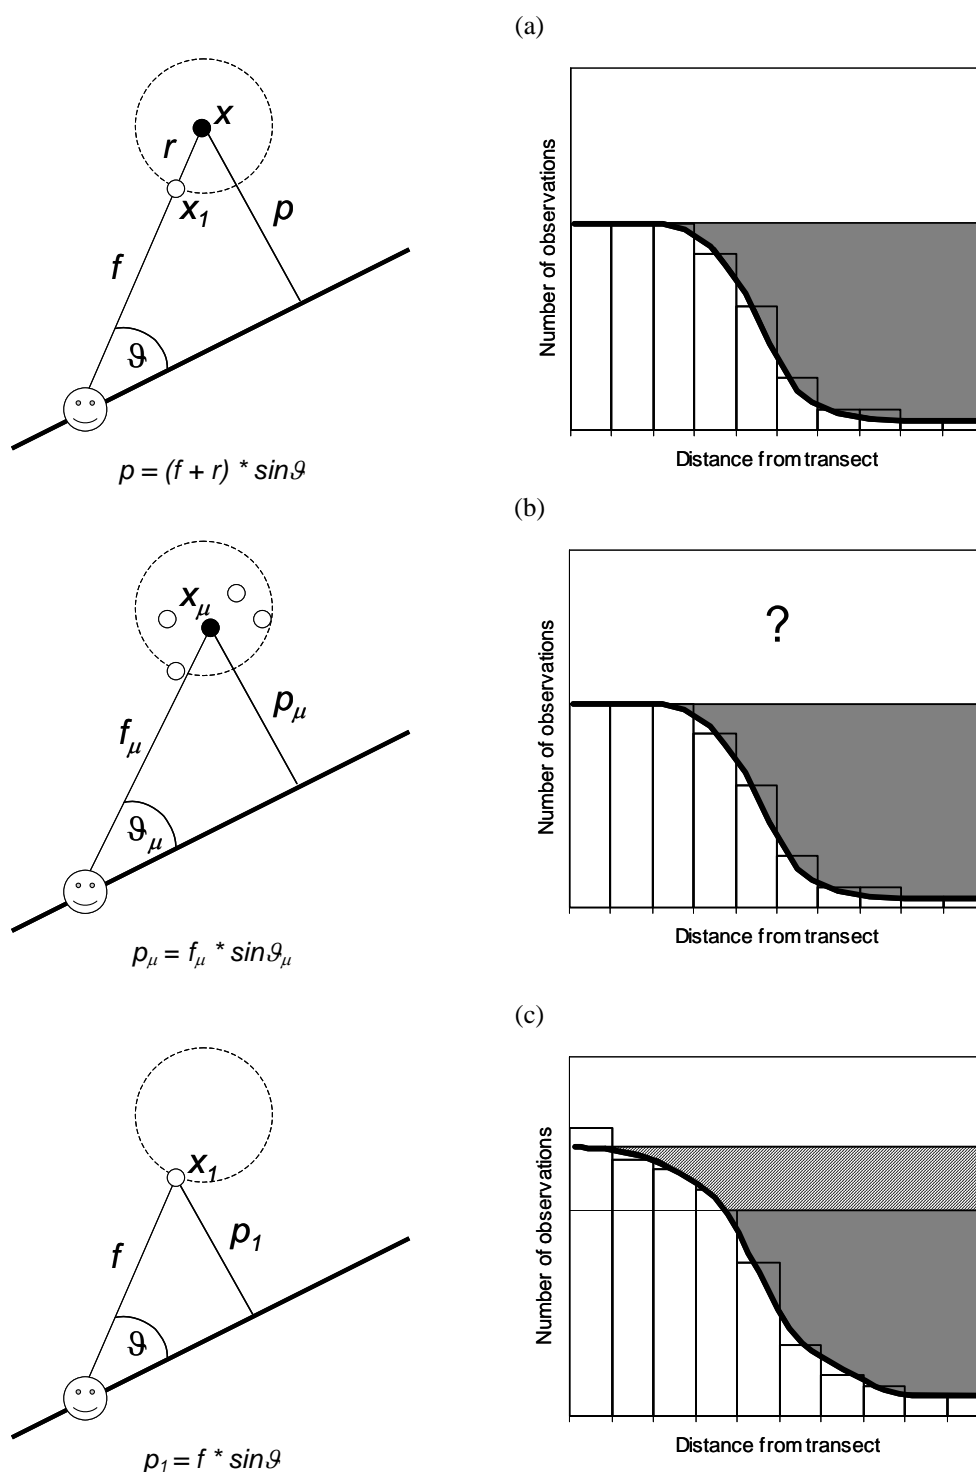 (a)
x
r
x₁
p
f
ϑ
p = (f + r) * sinϑ
Number of observations
Distance from transect
(b)
xμ
pμ
fμ
ϑμ
pμ = fμ * sinϑμ
?
Number of observations
Distance from transect
(c)
x₁
p₁
f
ϑ
p₁ = f * sinϑ
Number of observations
Distance from transect